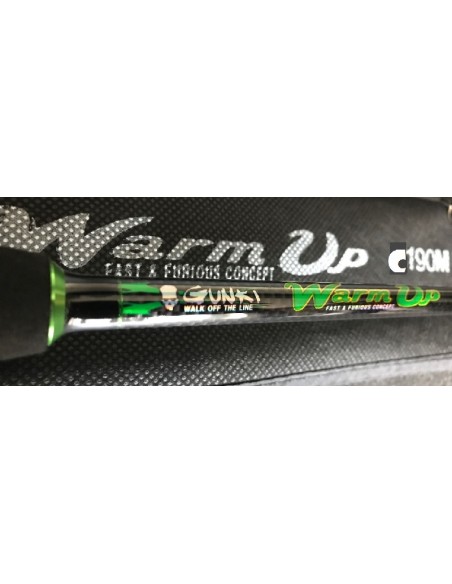 Warm Up
FAST & FURIOUS CONCEPT
C190M
GUNKI
WALK OFF THE LINE
Warm Up
FAST & FURIOUS CONCEPT